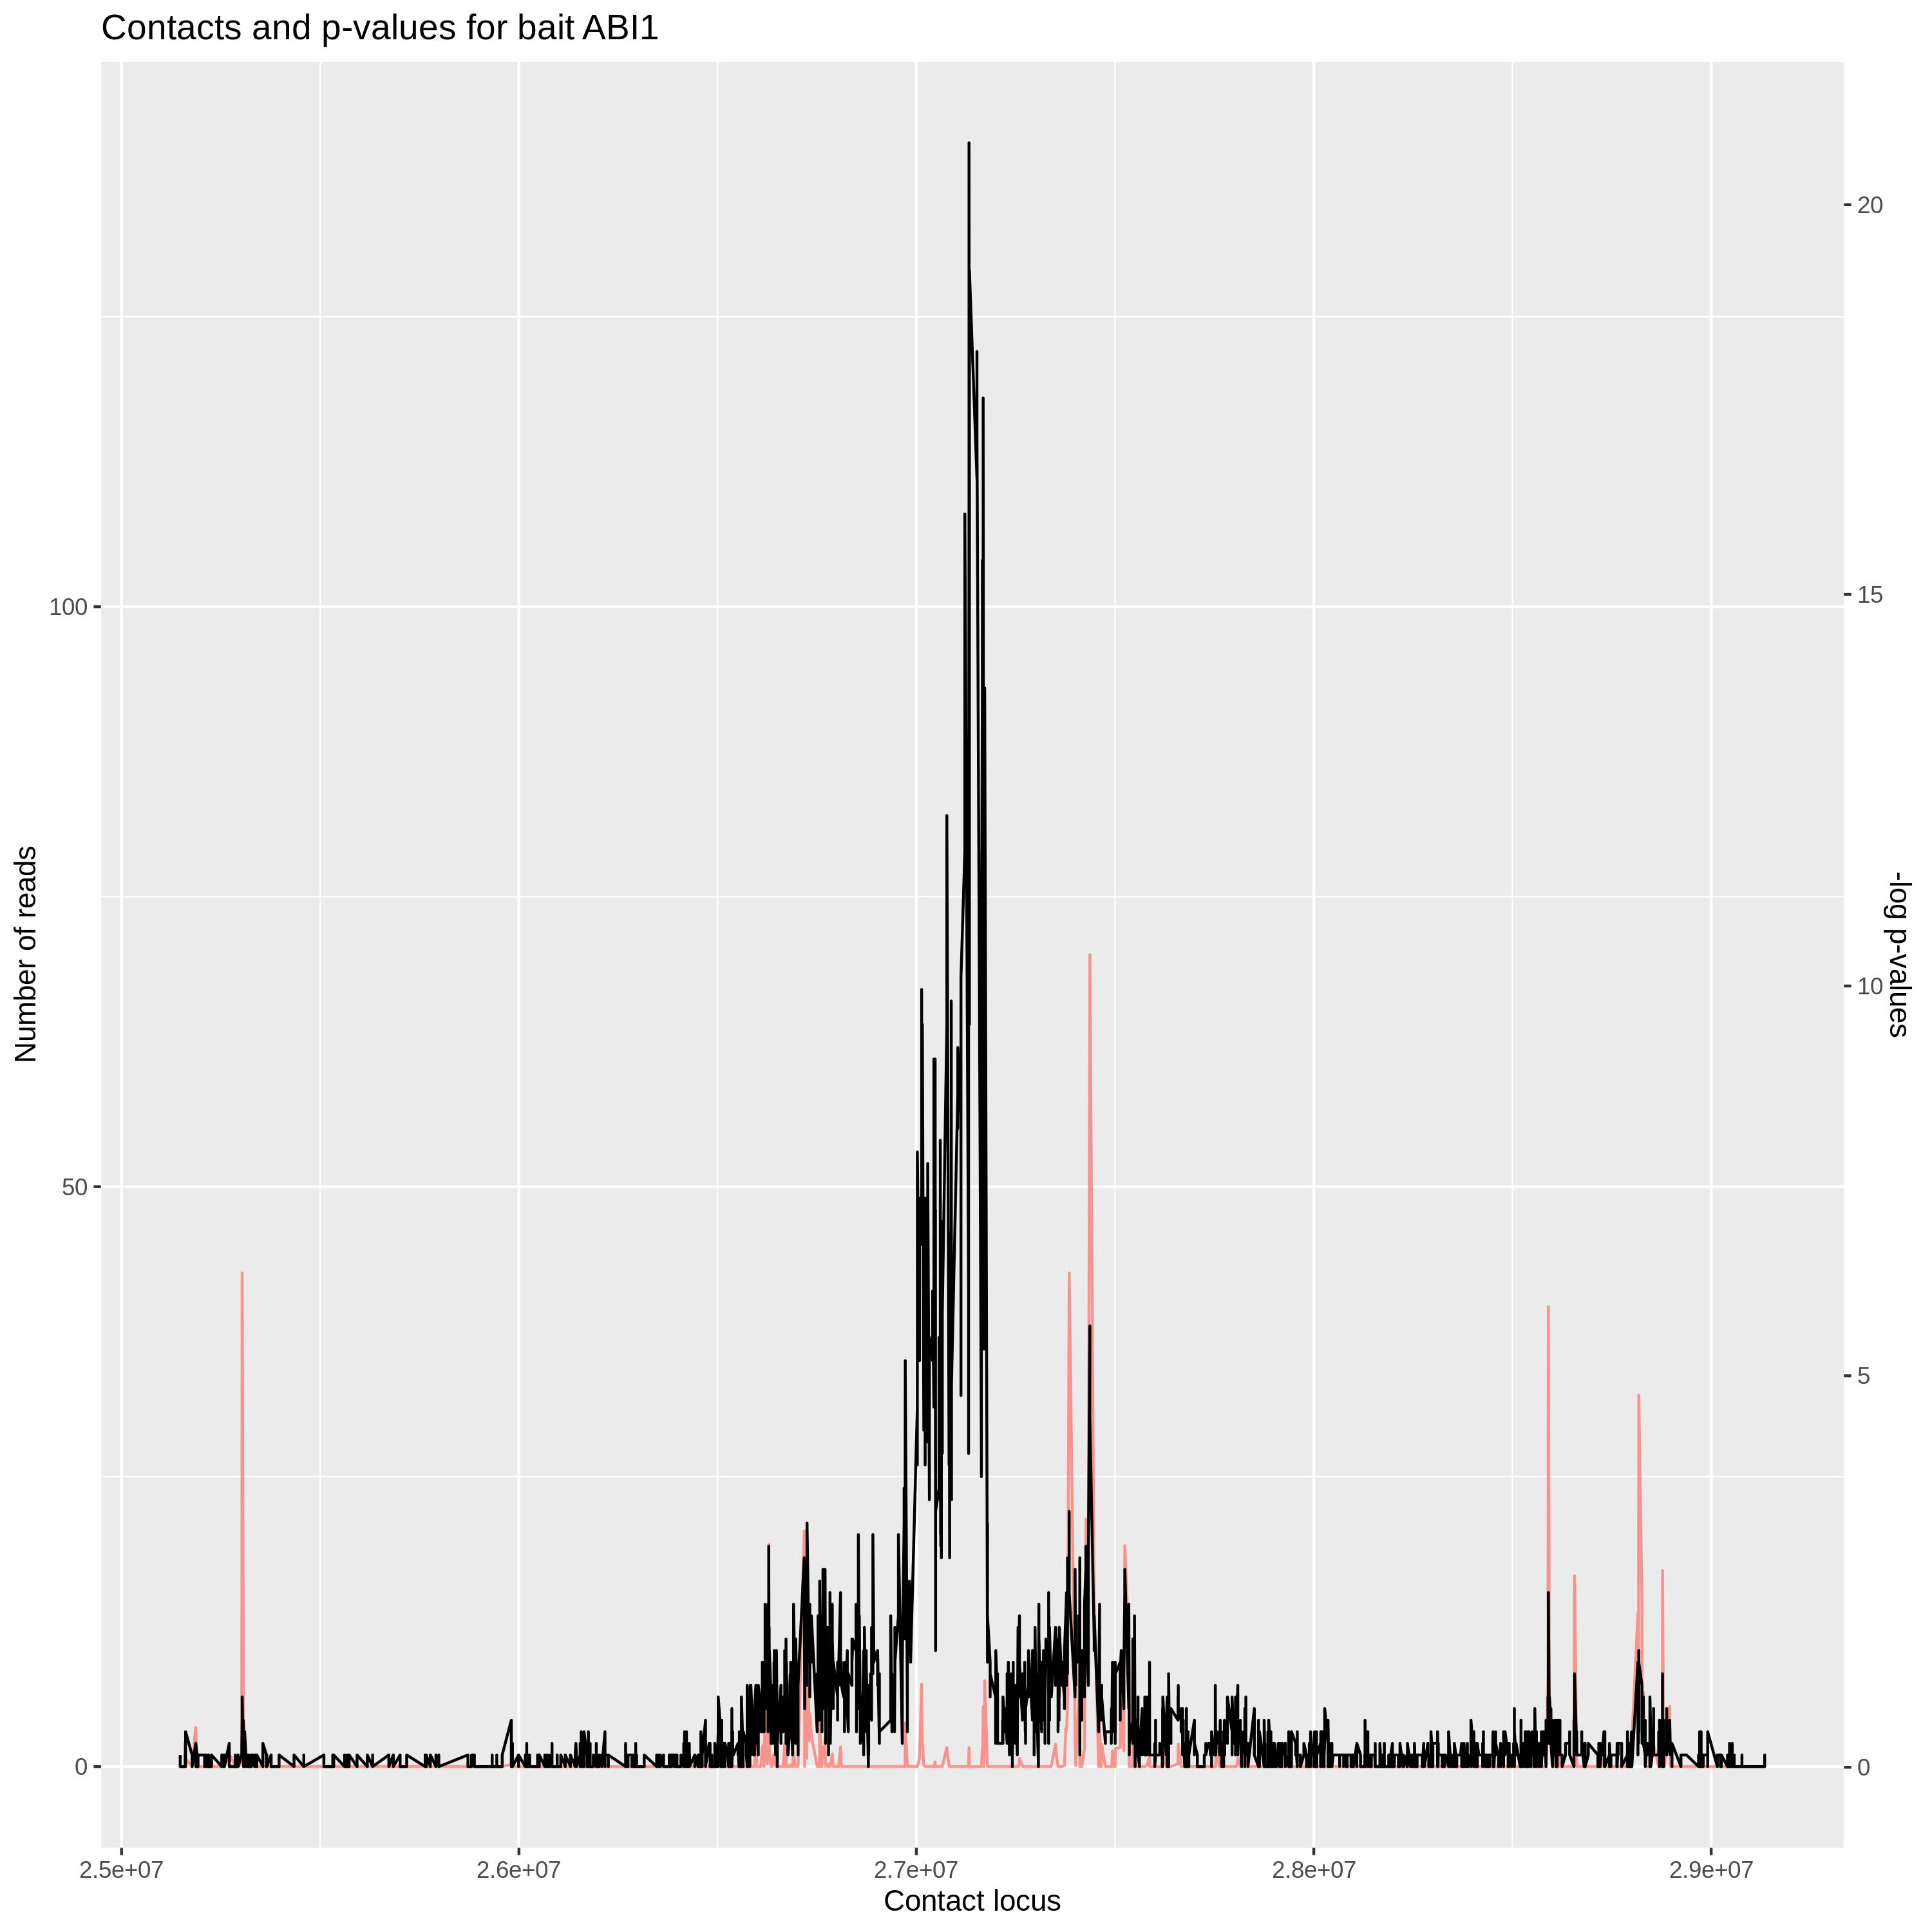 Contacts and p-values for bait ABI1
Number of reads
100
50
0
20
15
10
5
0
-log p-values
2.5e+07
2.6e+07
2.7e+07
2.8e+07
2.9e+07
Contact locus